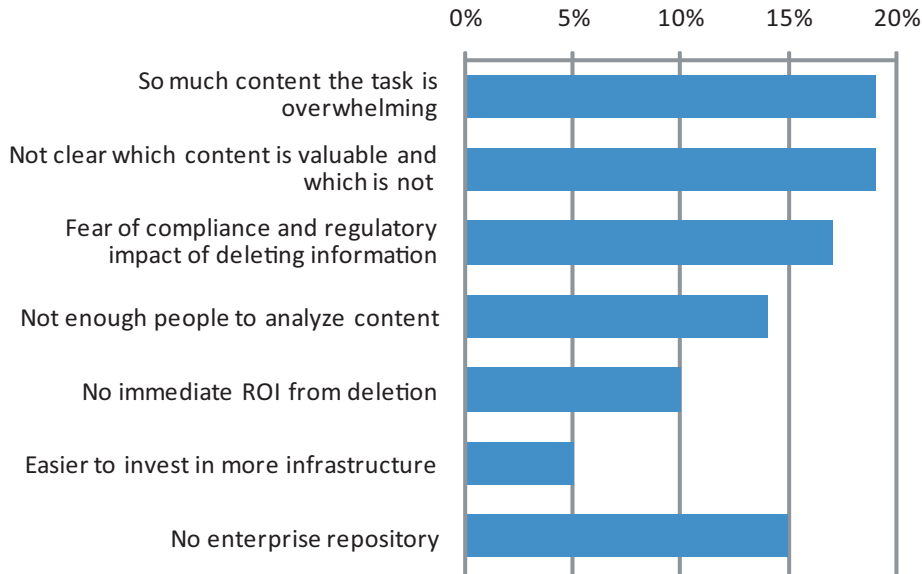 0% 5% 10% 15% 20%
So much content the task is
overwhelming
Not clear which content is valuable and
which is not
Fear of compliance and regulatory
impact of deleting information
Not enough people to analyze content
No immediate ROI from deletion
Easier to invest in more infrastructure
No enterprise repository